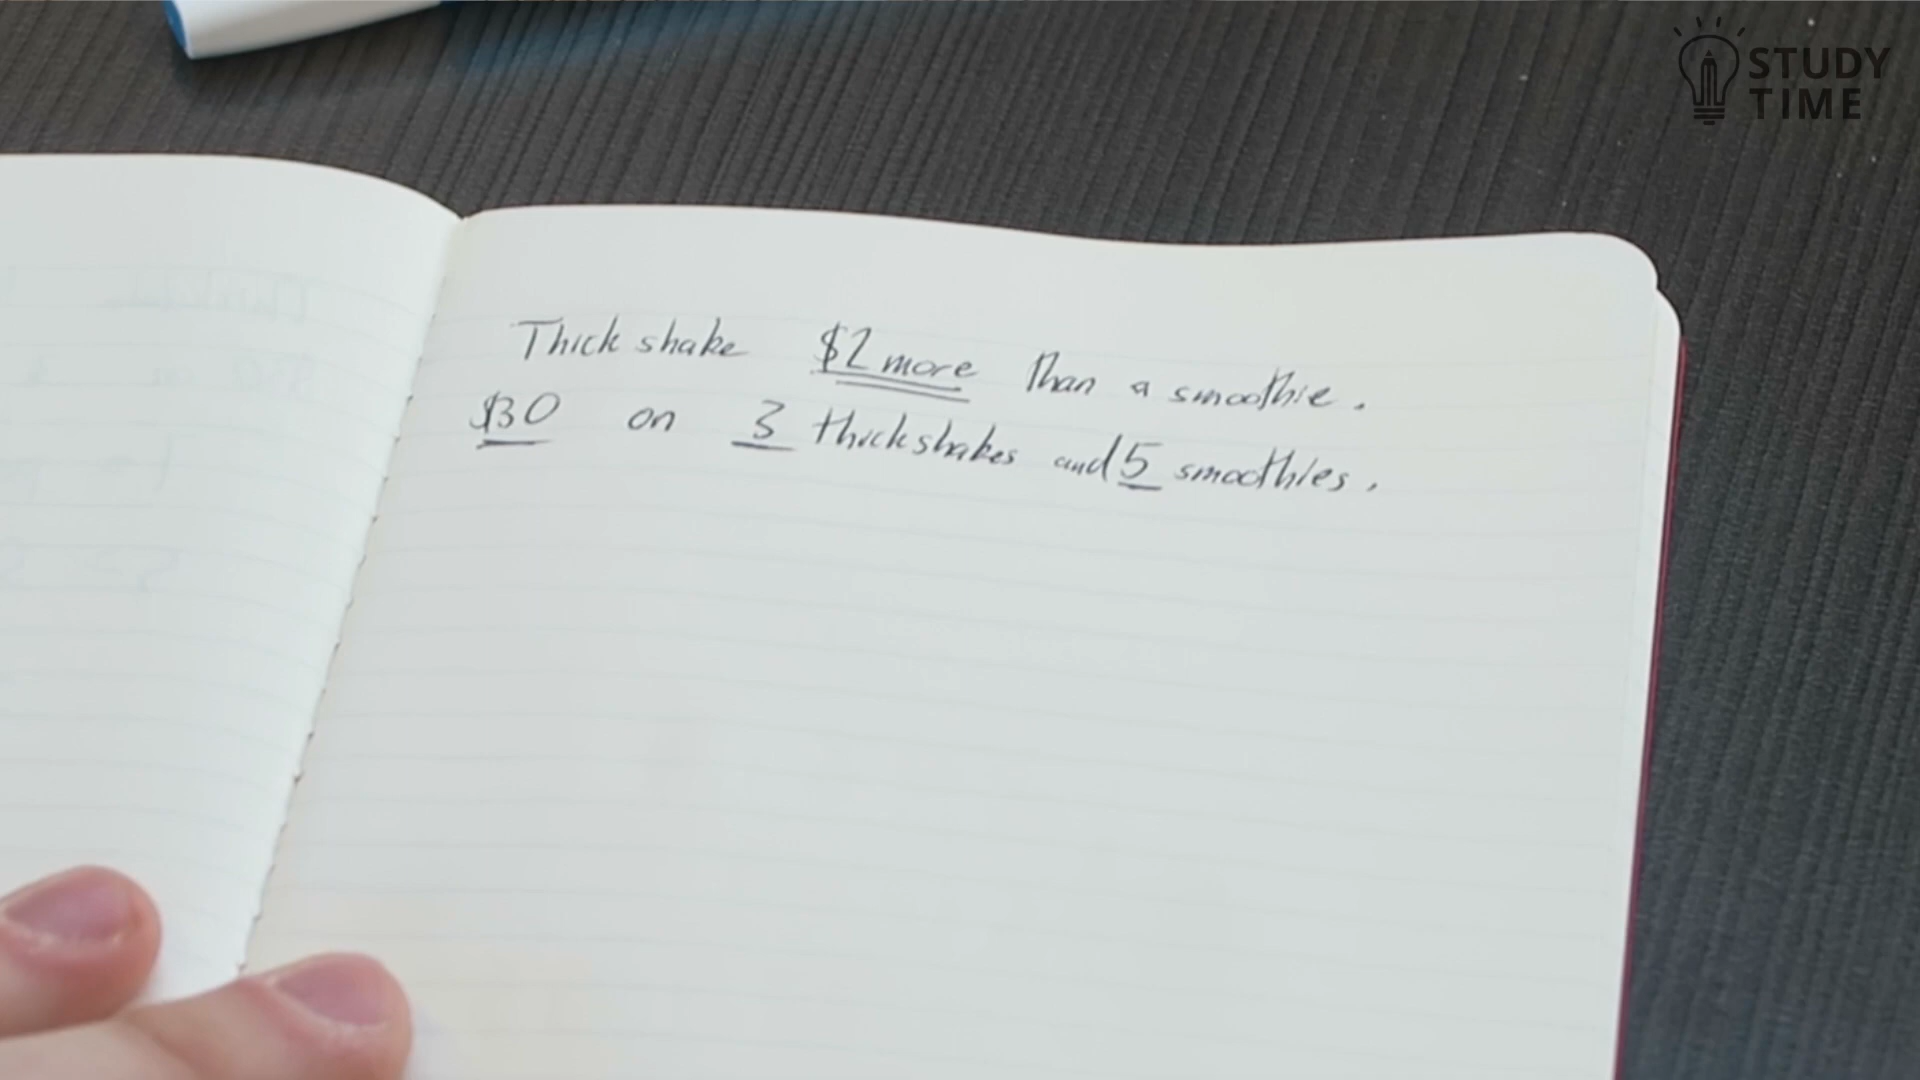 STUDY
TIME
Thick shake $2 more than a smoothie.
$30 on 3 thickshakes and 5 smoothies.